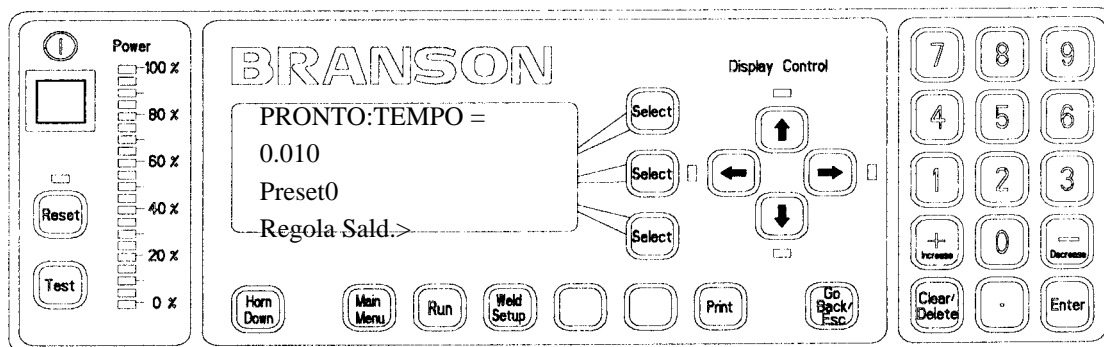 Power
100 %
80 %
60 %
40 %
20 %
0 %
Reset
Test
BRANSON
PRONTO:TEMPO =
0.010
Preset0
Regola Sald.>
Select
Select
Select
Display Control
Horn Down
Main Menu
Run
Weld Setup
Print
Go Back/ Esc
7 8 9
4 5 6
1 2 3
+ Increase
0
- Decrease
Clear/ Delete
.
Enter